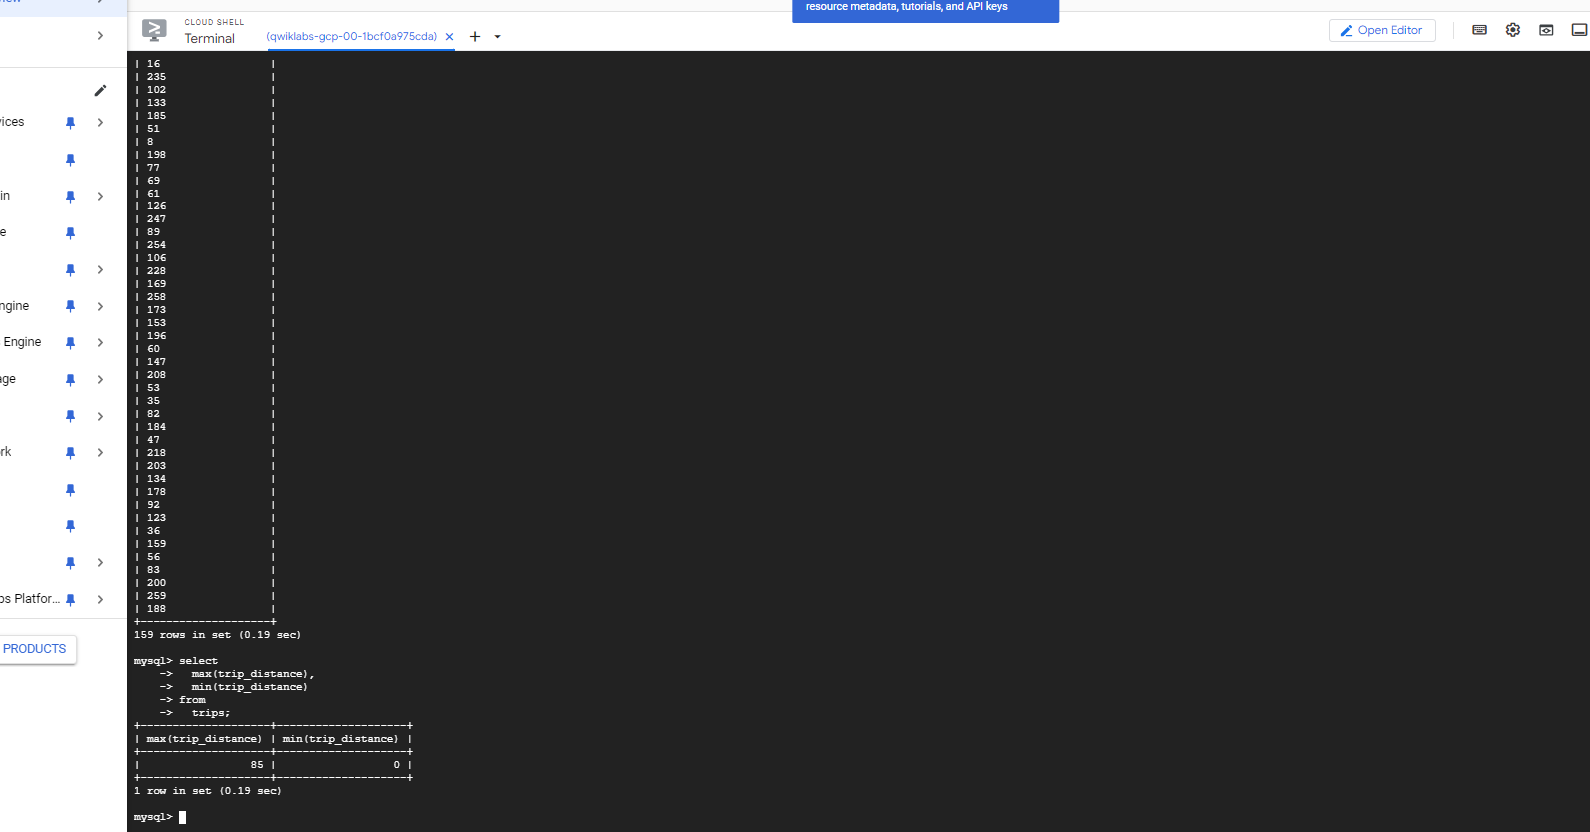 resource metadata, tutorials, and API keys
CLOUD SHELL
Terminal
(qwiklabs-gcp-00-1bcf0a975cda)
Open Editor
vices
in
e
ngine
Engine
age
rk
ps Platfor...
PRODUCTS
| 16 |
| 235 |
| 102 |
| 133 |
| 185 |
| 51 |
| 8 |
| 198 |
| 77 |
| 69 |
| 61 |
| 126 |
| 247 |
| 89 |
| 254 |
| 106 |
| 228 |
| 169 |
| 258 |
| 173 |
| 153 |
| 196 |
| 60 |
| 147 |
| 208 |
| 53 |
| 35 |
| 82 |
| 184 |
| 47 |
| 218 |
| 203 |
| 134 |
| 178 |
| 92 |
| 123 |
| 36 |
| 159 |
| 56 |
| 83 |
| 200 |
| 259 |
| 188 |
+--------------------+
159 rows in set (0.19 sec)
mysql> select
-> max(trip_distance),
-> min(trip_distance)
-> from
-> trips;
+--------------------+--------------------+
| max(trip_distance) | min(trip_distance) |
+--------------------+--------------------+
| 85 | 0 |
+--------------------+--------------------+
1 row in set (0.19 sec)
mysql>